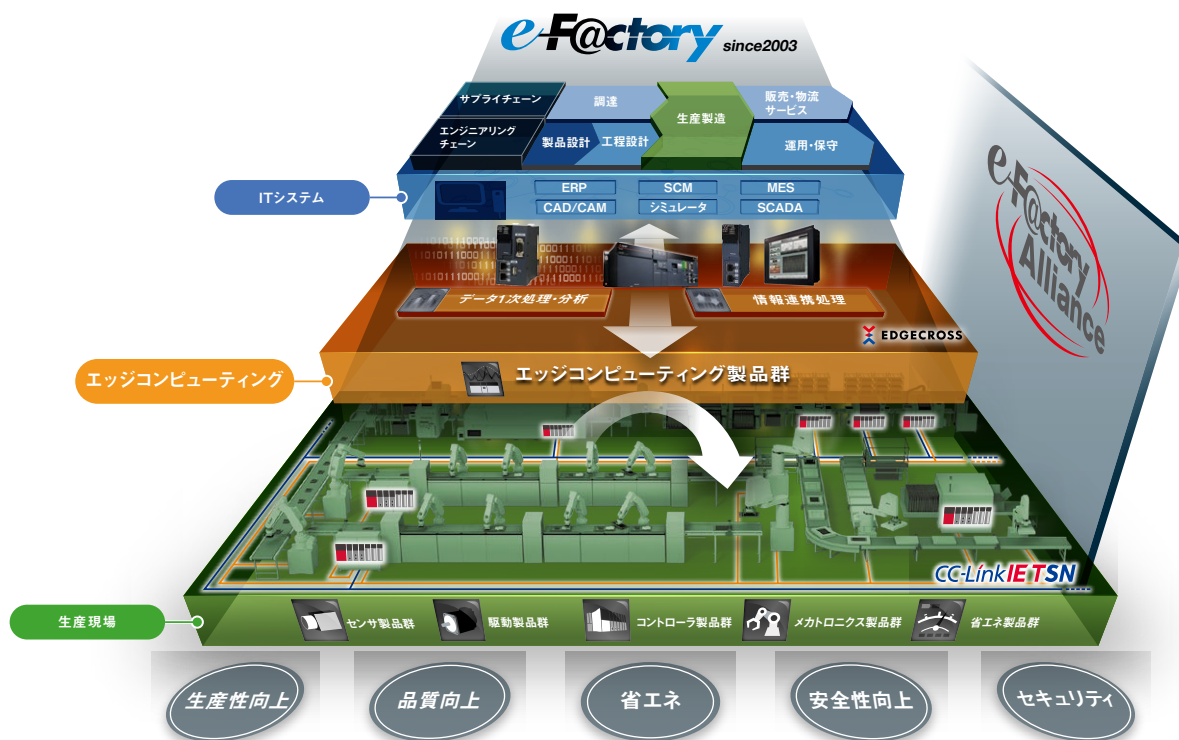 e-F@ctory since2003
サプライチェーン
調達
生産製造
販売・物流
サービス
エンジニアリング
チェーン
製品設計
工程設計
運用・保守
ITシステム
ERP
SCM
MES
CAD/CAM
シミュレータ
SCADA
データ1次処理・分析
情報連携処理
EDGECROSS
エッジコンピューティング
エッジコンピューティング製品群
e-F@ctory
Alliance
CC-Link IE TSN
生産現場
センサ製品群
駆動製品群
コントローラ製品群
メカトロニクス製品群
省エネ製品群
生産性向上
品質向上
省エネ
安全性向上
セキュリティ